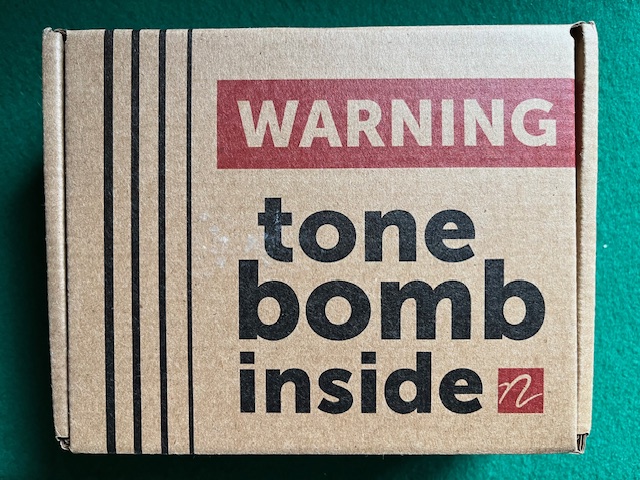 WARNING
tone
bomb
inside
n